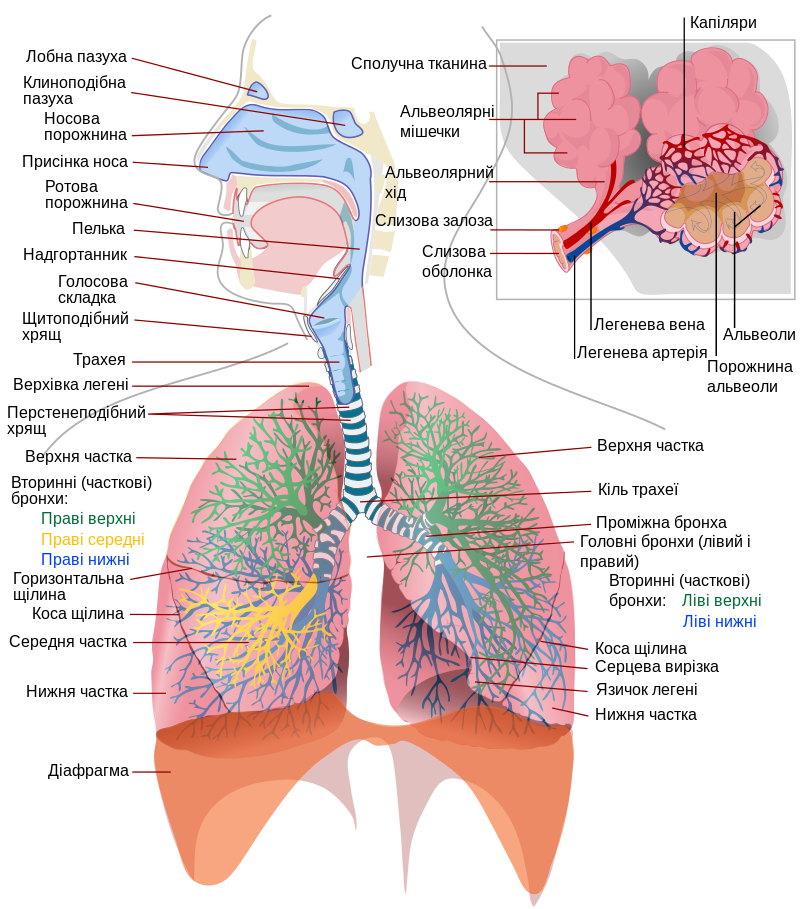 Лобна пазуха
Клиноподібна
пазуха
Носова
порожнина
Присінка носа
Ротова
порожнина
Пелька
Надгортанник
Голосова
складка
Щитоподібний
хрящ
Трахея
Верхівка легені
Перстенеподібний
хрящ
Верхня частка
Вторинні (часткові)
бронхи:
Праві верхні
Праві середні
Праві нижні
Горизонтальна
щілина
Коса щілина
Середня частка
Нижня частка
Діафрагма
Капіляри
Сполучна тканина
Альвеолярні
мішечки
Альвеолярний
хід
Слизова залоза
Слизова
оболонка
Легенева вена
Легенева артерія
Альвеоли
Порожнина
альвеоли
Верхня частка
Кіль трахеї
Проміжна бронха
Головні бронхи (лівий і
правий)
Вторинні (часткові)
бронхи: Ліві верхні
Ліві нижні
Коса щілина
Серцева вирізка
Язичок легені
Нижня частка